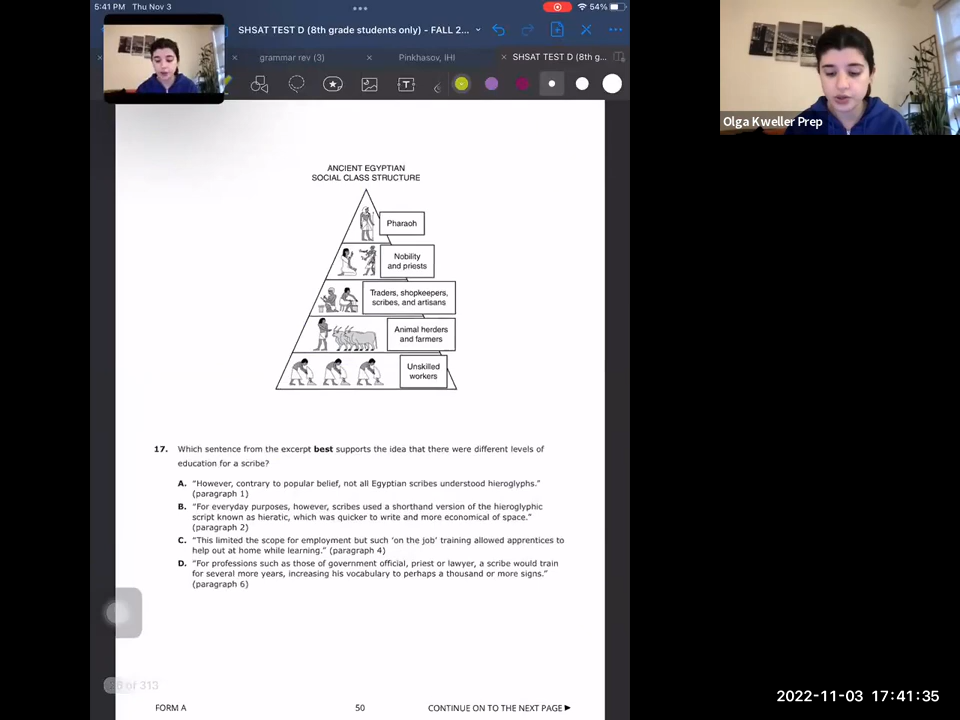 5:41 PM Thu Nov 3
54%
SHSAT TEST D (8th grade students only) - FALL 2...
grammar rev (3)
Pinkhasov, IHI
SHSAT TEST D (8th g...
Olga Kweller Prep
ANCIENT EGYPTIAN
SOCIAL CLASS STRUCTURE
Pharaoh
Nobility
and priests
Traders, shopkeepers,
scribes, and artisans
Animal herders
and farmers
Unskilled
workers
17. Which sentence from the excerpt best supports the idea that there were different levels of
education for a scribe?
A. “However, contrary to popular belief, not all Egyptian scribes understood hieroglyphs.”
(paragraph 1)
B. “For everyday purposes, however, scribes used a shorthand version of the hieroglyphic
script known as hieratic, which was quicker to write and more economical of space.”
(paragraph 2)
C. “This limited the scope for employment but such ‘on the job’ training allowed apprentices to
help out at home while learning.” (paragraph 4)
D. “For professions such as those of government official, priest or lawyer, a scribe would train
for several more years, increasing his vocabulary to perhaps a thousand or more signs.”
(paragraph 6)
of 313
FORM A
50
CONTINUE ON TO THE NEXT PAGE
2022-11-03 17:41:35